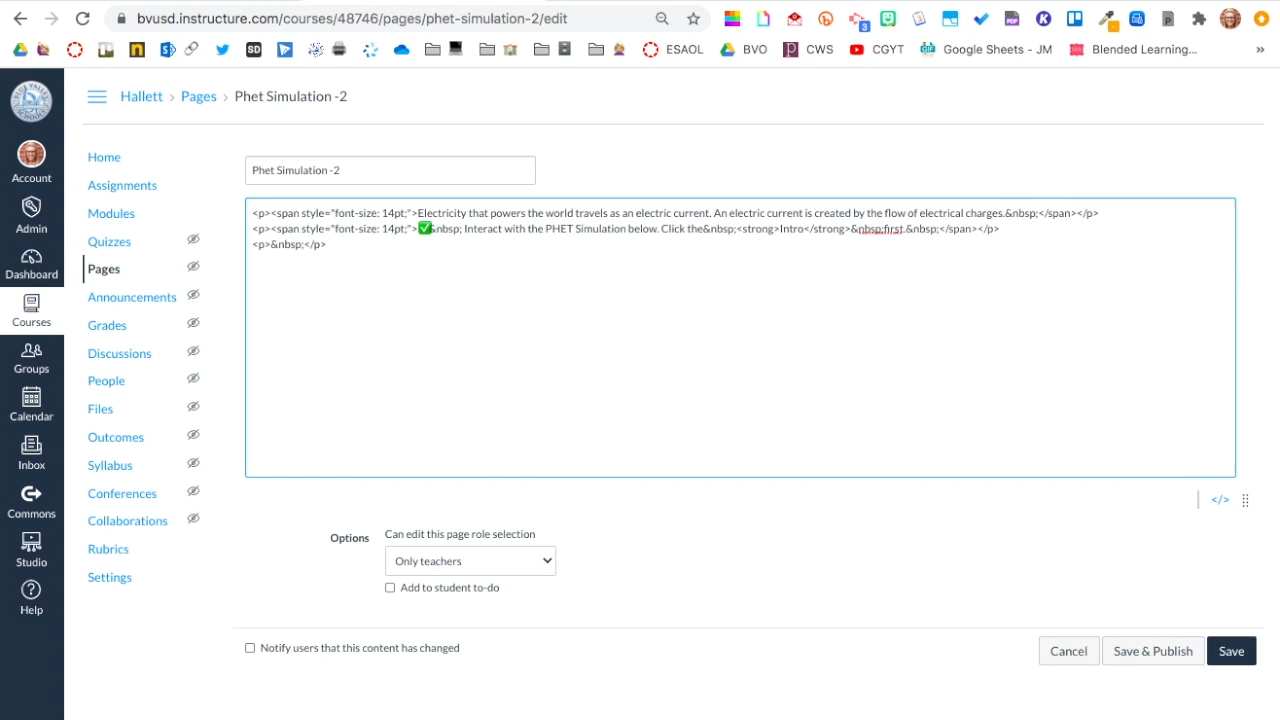 bvusd.instructure.com/courses/48746/pages/phet-simulation-2/edit
ESAOL
BVO
CWS
CGYT
Google Sheets - JM
Blended Learning...
»
Hallett › Pages › Phet Simulation -2
Account
Admin
Dashboard
Courses
Groups
Calendar
Inbox
Commons
Studio
Help
Home
Assignments
Modules
Quizzes
Pages
Announcements
Grades
Discussions
People
Files
Outcomes
Syllabus
Conferences
Collaborations
Rubrics
Settings
Phet Simulation -2
<p><span style="font-size: 14pt;">Electricity that powers the world travels as an electric current. An electric current is created by the flow of electrical charges.&nbsp;</span></p>
<p><span style="font-size: 14pt;">✅&nbsp; Interact with the PHET Simulation below. Click the&nbsp;<strong>Intro</strong>&nbsp;first.&nbsp;</span></p>
<p>&nbsp;</p>
</>
Options
Can edit this page role selection
Only teachers
Add to student to-do
Notify users that this content has changed
Cancel
Save & Publish
Save